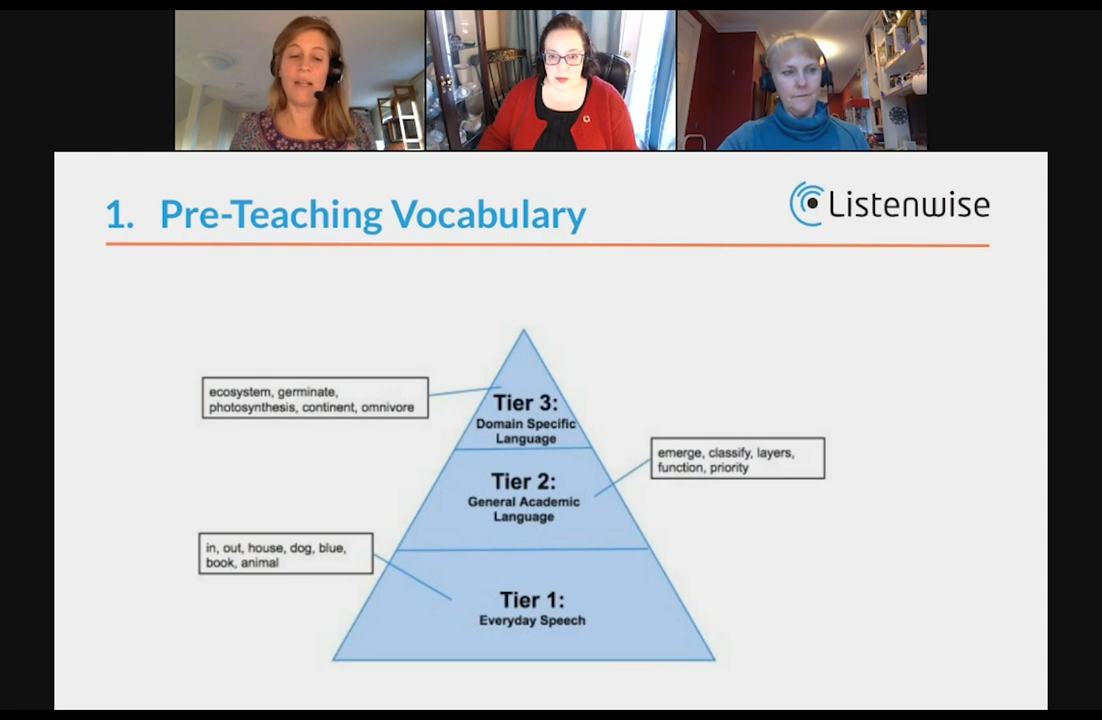 1. Pre-Teaching Vocabulary
Listenwise
ecosystem, germinate,
photosynthesis, continent, omnivore
Tier 3:
Domain Specific
Language
emerge, classify, layers,
function, priority
Tier 2:
General Academic
Language
in, out, house, dog, blue,
book, animal
Tier 1:
Everyday Speech